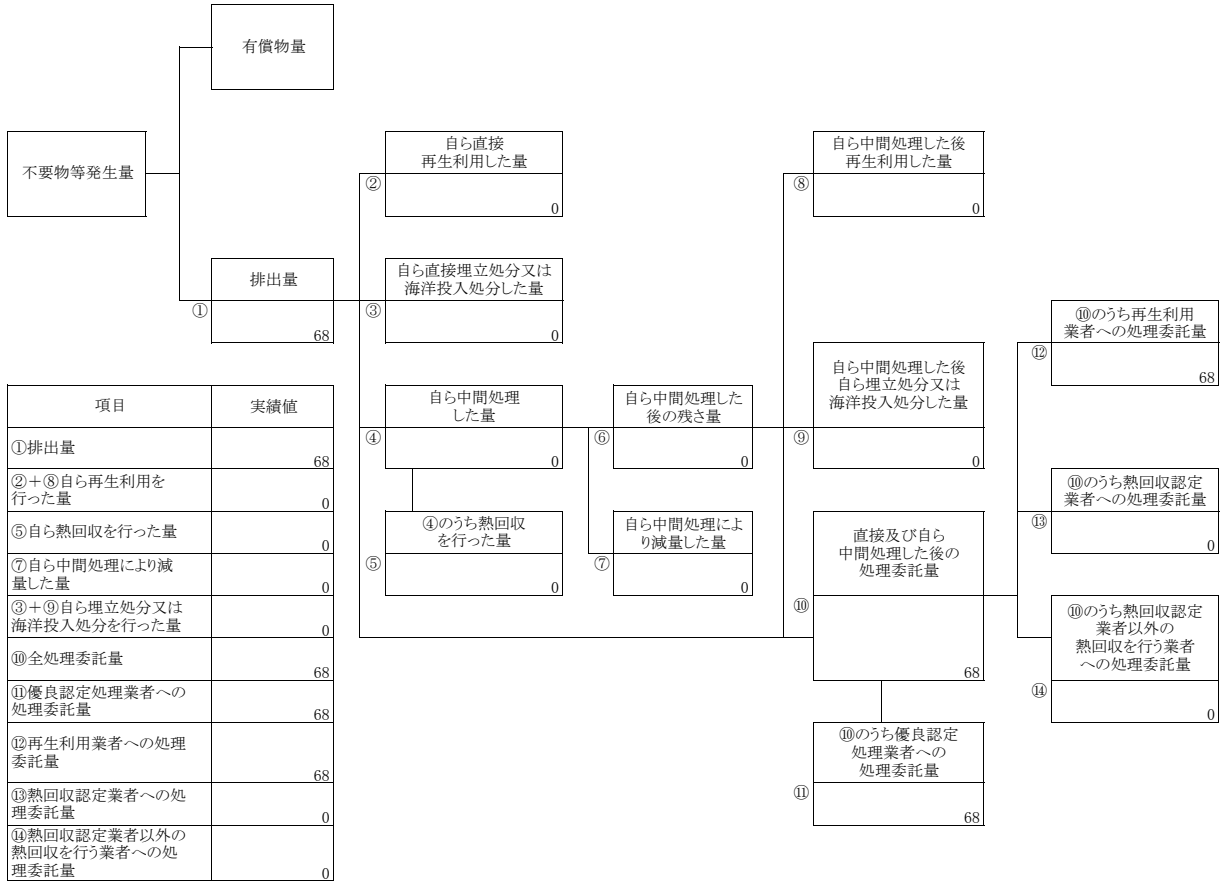 有償物量
不要物等発生量
自ら直接
再生利用した量
②
0
自ら中間処理した後
再生利用した量
⑧
0
排出量
①
68
自ら直接埋立処分又は
海洋投入処分した量
③
0
⑩のうち再生利用
業者への処理委託量
⑫
68
自ら中間処理
した量
④
0
自ら中間処理した
後の残さ量
⑥
0
自ら中間処理した後
自ら埋立処分又は
海洋投入処分した量
⑨
0
⑩のうち熱回収認定
業者への処理委託量
⑬
0
④のうち熱回収
を行った量
⑤
0
自ら中間処理によ
り減量した量
⑦
0
直接及び自ら
中間処理した後の
処理委託量
⑩
68
⑩のうち熱回収認定
業者以外の
熱回収を行う業者
への処理委託量
⑭
0
⑩のうち優良認定
処理業者への
処理委託量
⑪
68
項目 実績値
①排出量
68
②+⑧自ら再生利用を
行った量
0
⑤自ら熱回収を行った量
0
⑦自ら中間処理により減
量した量
0
③+⑨自ら埋立処分又は
海洋投入処分を行った量
0
⑩全処理委託量
68
⑪優良認定処理業者への
処理委託量
68
⑫再生利用業者への処理
委託量
68
⑬熱回収認定業者への処
理委託量
0
⑭熱回収認定業者以外の
熱回収を行う業者への処
理委託量
0